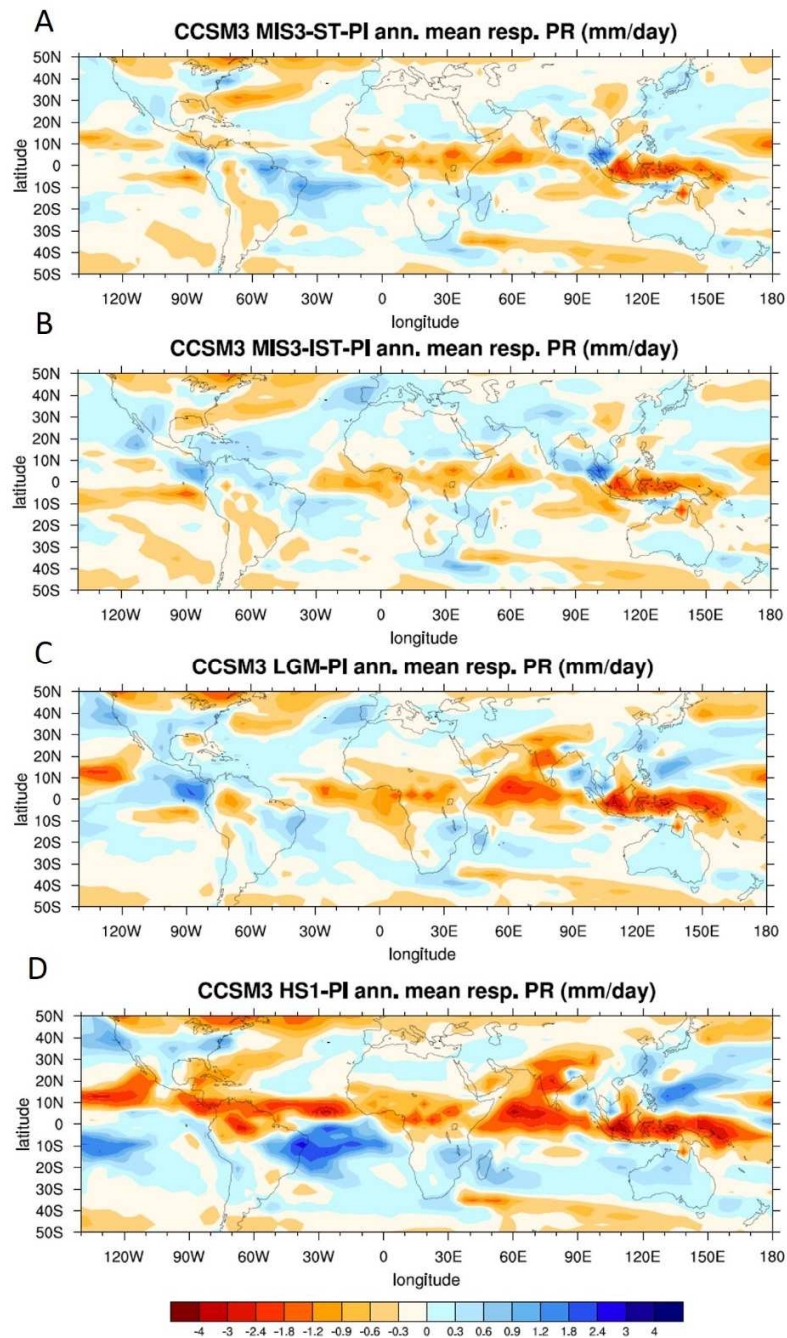 A
CCSM3 MIS3-ST-PI ann. mean resp. PR (mm/day)
50N
40N
30N
20N
10N
0
10S
20S
30S
40S
50S
latitude
120W 90W 60W 30W 0 30E 60E 90E 120E 150E 180
longitude
B
CCSM3 MIS3-IST-PI ann. mean resp. PR (mm/day)
50N
40N
30N
20N
10N
0
10S
20S
30S
40S
50S
latitude
120W 90W 60W 30W 0 30E 60E 90E 120E 150E 180
longitude
C
CCSM3 LGM-PI ann. mean resp. PR (mm/day)
50N
40N
30N
20N
10N
0
10S
20S
30S
40S
50S
latitude
120W 90W 60W 30W 0 30E 60E 90E 120E 150E 180
longitude
D
CCSM3 HS1-PI ann. mean resp. PR (mm/day)
50N
40N
30N
20N
10N
0
10S
20S
30S
40S
50S
latitude
120W 90W 60W 30W 0 30E 60E 90E 120E 150E 180
longitude
-4 -3 -2.4 -1.8 -1.2 -0.9 -0.6 -0.3 0 0.3 0.6 0.9 1.2 1.8 2.4 3 4